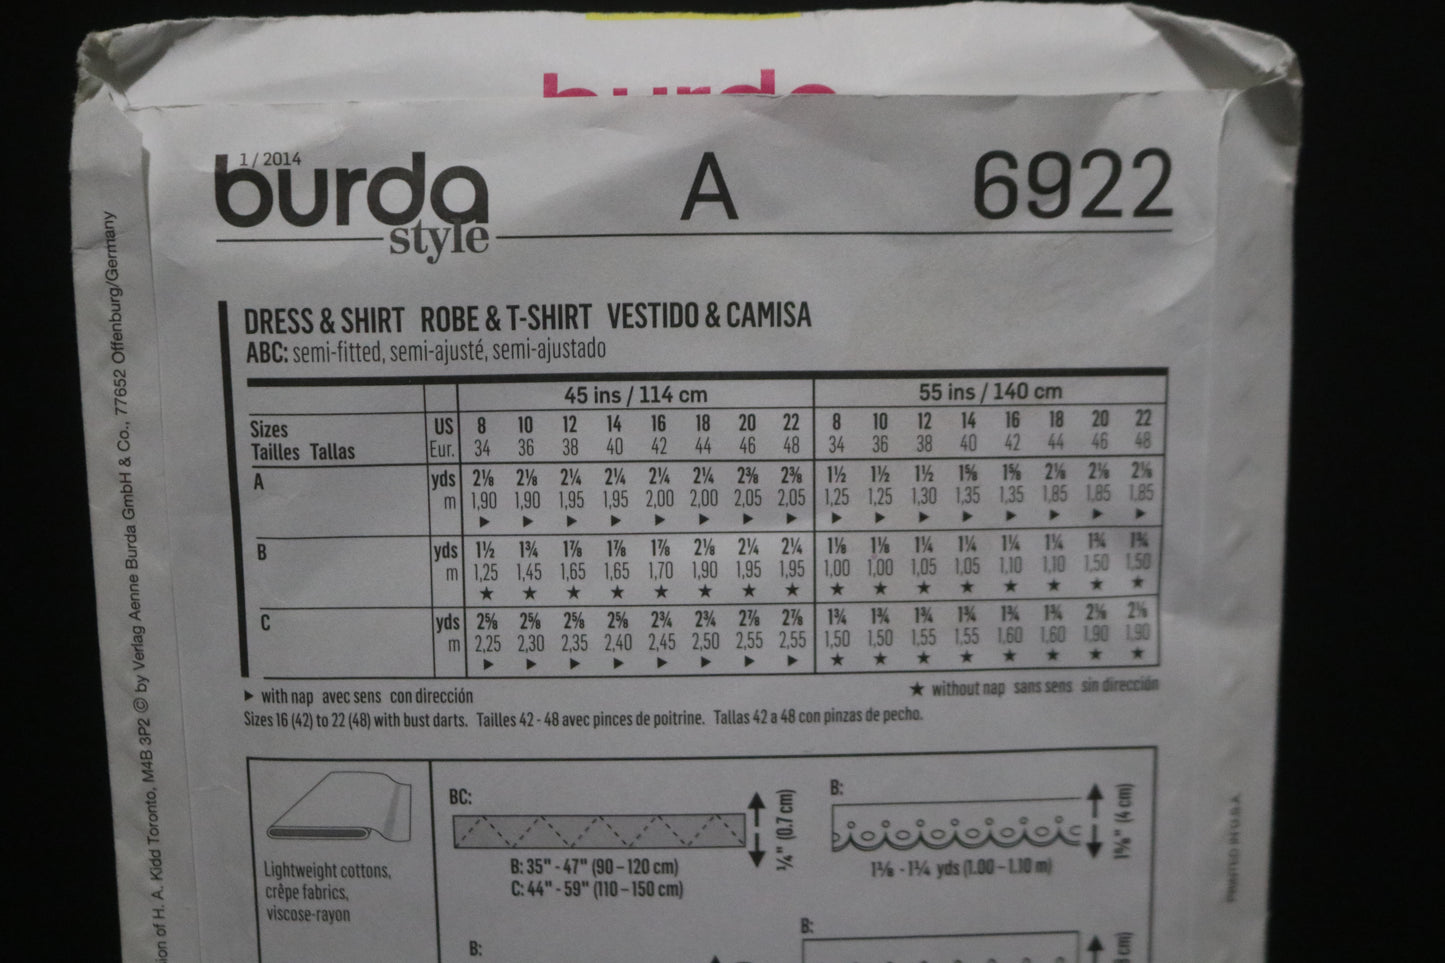 burda
1/2014
burda
style
A
6922
DRESS & SHIRT ROBE & T-SHIRT VESTIDO & CAMISA
ABC: semi-fitted, semi-ajusté, semi-ajustado
45 ins / 114 cm 55 ins / 140 cm
Sizes US 8 10 12 14 16 18 20 22 8 10 12 14 16 18 20 22
Tailles Tallas Eur. 34 36 38 40 42 44 46 48 34 36 38 40 42 44 46 48
A yds 2⅛ 2⅛ 2¼ 2¼ 2¼ 2¼ 2⅜ 2⅜ 1½ 1½ 1½ 1⅝ 1⅝ 2⅛ 2⅛ 2⅛
m 1,90 1,90 1,95 1,95 2,00 2,00 2,05 2,05 1,25 1,25 1,30 1,35 1,35 1,85 1,85 1,85
▶ ▶ ▶ ▶ ▶ ▶ ▶ ▶ ▶ ▶ ▶ ▶ ▶ ▶ ▶ ▶
B yds 1½ 1¾ 1⅞ 1⅞ 1⅞ 2⅛ 2¼ 2¼ 1⅛ 1⅛ 1¼ 1¼ 1¼ 1¼ 1¾ 1¾
m 1,25 1,45 1,65 1,65 1,70 1,90 1,95 1,95 1,00 1,00 1,05 1,05 1,10 1,10 1,50 1,50
★ ★ ★ ★ ★ ★ ★ ★ ★ ★ ★ ★ ★ ★ ★ ★
C yds 2⅝ 2⅝ 2⅝ 2⅝ 2¾ 2¾ 2⅞ 2⅞ 1¾ 1¾ 1¾ 1¾ 1¾ 1¾ 2⅛ 2⅛
m 2,25 2,30 2,35 2,40 2,45 2,50 2,55 2,55 1,50 1,50 1,55 1,55 1,60 1,60 1,90 1,90
▶ ▶ ▶ ▶ ▶ ▶ ▶ ▶ ★ ★ ★ ★ ★ ★ ★ ★
▶ with nap avec sens con dirección ★ without nap sans sens sin dirección
Sizes 16 (42) to 22 (48) with bust darts. Tailles 42 - 48 avec pinces de poitrine. Tallas 42 a 48 con pinzas de pecho.
Lightweight cottons,
crêpe fabrics,
viscose-rayon
BC:
¼" (0.7 cm)
B: 35" - 47" (90 – 120 cm)
C: 44" - 59" (110 – 150 cm)
B:
1⅝" (4 cm)
1⅛ - 1¼ yds (1.00 – 1.10 m)
B:
B:
cm)
ion of H. A. Kidd Toronto, M4B 3P2 © by Verlag Aenne Burda GmbH & Co., 77652 Offenburg/Germany
PRINTED IN U.S.A.